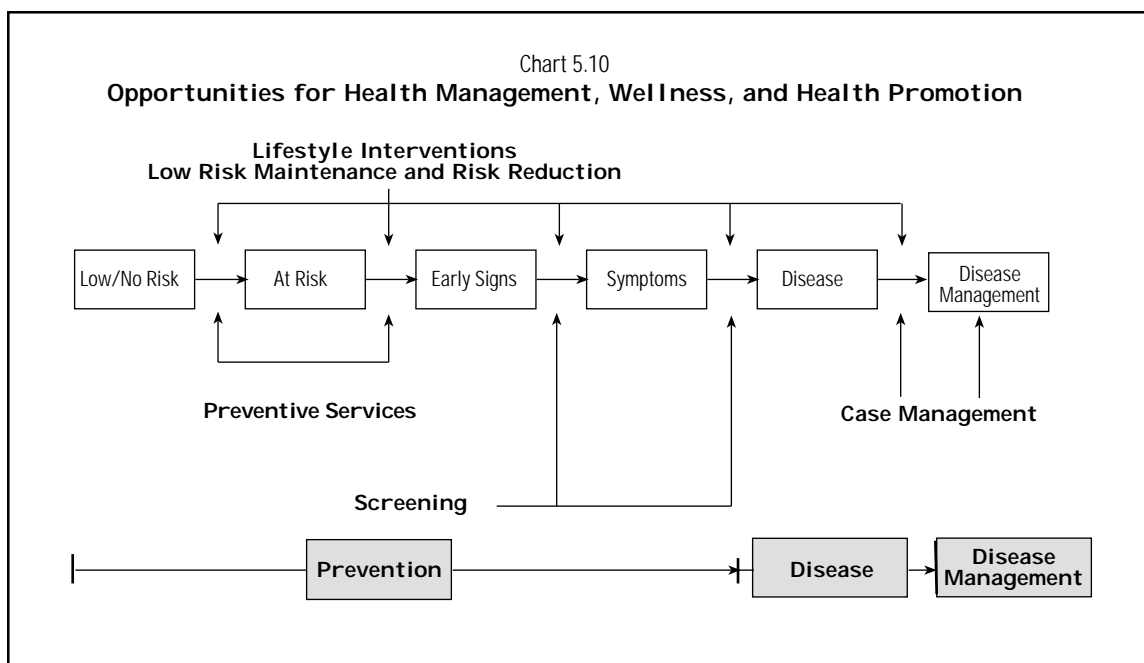 Chart 5.10
Opportunities for Health Management, Wellness, and Health Promotion
Lifestyle Interventions
Low Risk Maintenance and Risk Reduction
Low/No Risk
At Risk
Early Signs
Symptoms
Disease
Disease
Management
Preventive Services
Case Management
Screening
Prevention
Disease
Disease
Management